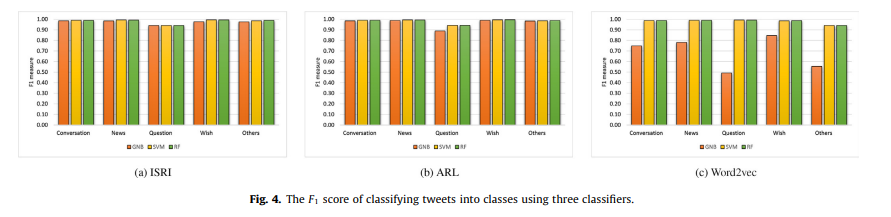 1.00
0.90
0.80
0.70
0.60
0.50
0.40
0.30
0.20
0.10
0.00
F1 measure
Conversation News Question Wish Others
GNB SVM RF
(a) ISRI
1.00
0.90
0.80
0.70
0.60
0.50
0.40
0.30
0.20
0.10
0.00
F1 measure
Conversation News Question Wish Others
GNB SVM RF
(b) ARL
1.00
0.90
0.80
0.70
0.60
0.50
0.40
0.30
0.20
0.10
0.00
F1 measure
Conversation News Question Wish Others
GNB SVM RF
(c) Word2vec
Fig. 4. The F₁ score of classifying tweets into classes using three classifiers.